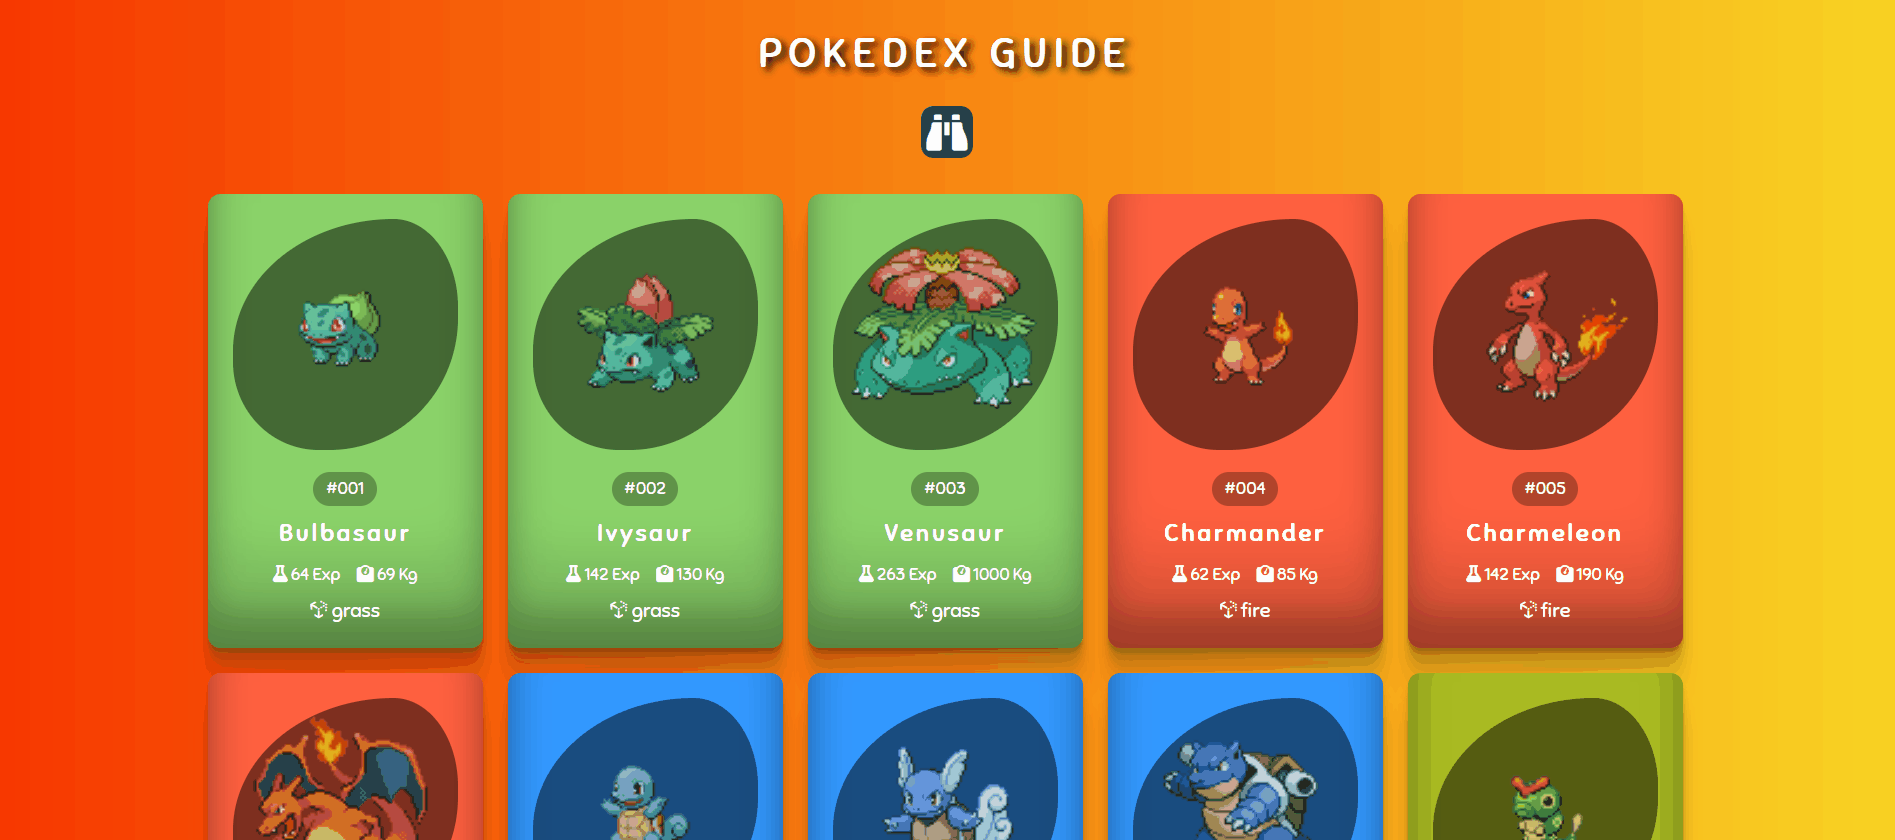 POKEDEX GUIDE
#001
Bulbasaur
64 Exp 69 Kg
grass
#002
Ivysaur
142 Exp 130 Kg
grass
#003
Venusaur
263 Exp 1000 Kg
grass
#004
Charmander
62 Exp 85 Kg
fire
#005
Charmeleon
142 Exp 190 Kg
fire